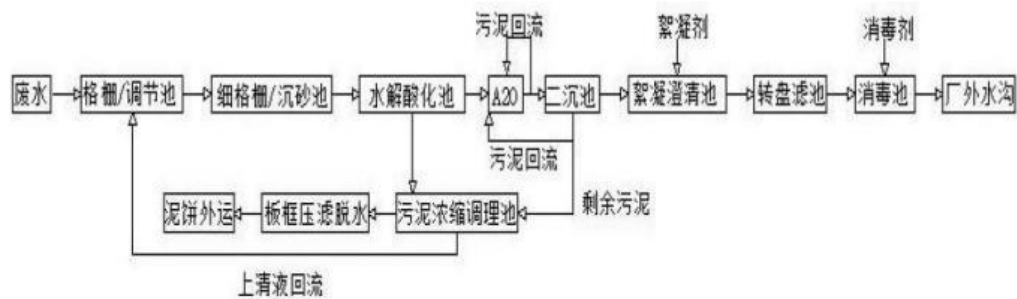 污泥回流
絮凝剂
消毒剂
废水
格栅/调节池
细格栅/沉砂池
水解酸化池
A2O
二沉池
絮凝澄清池
转盘滤池
消毒池
厂外水沟
污泥回流
泥饼外运
板框压滤脱水
污泥浓缩调理池
剩余污泥
上清液回流